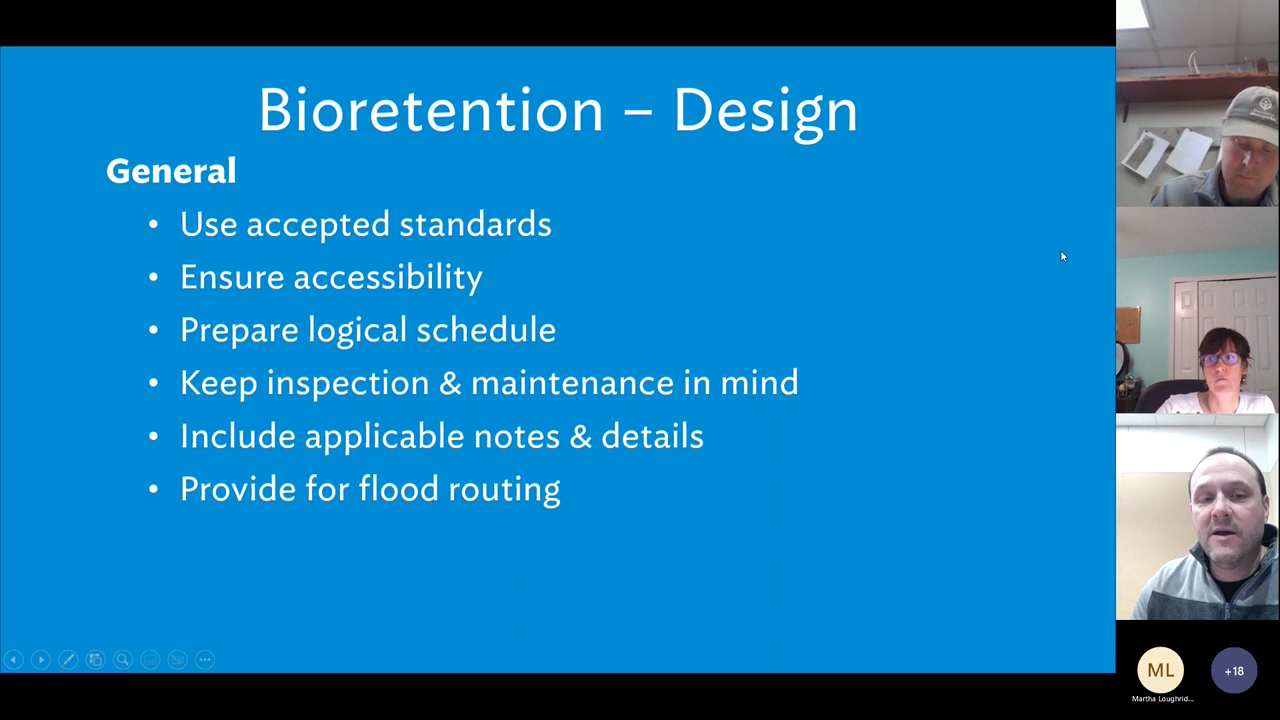 Bioretention – Design
General
• Use accepted standards
• Ensure accessibility
• Prepare logical schedule
• Keep inspection & maintenance in mind
• Include applicable notes & details
• Provide for flood routing
ML
+18
Martha Loughrid...